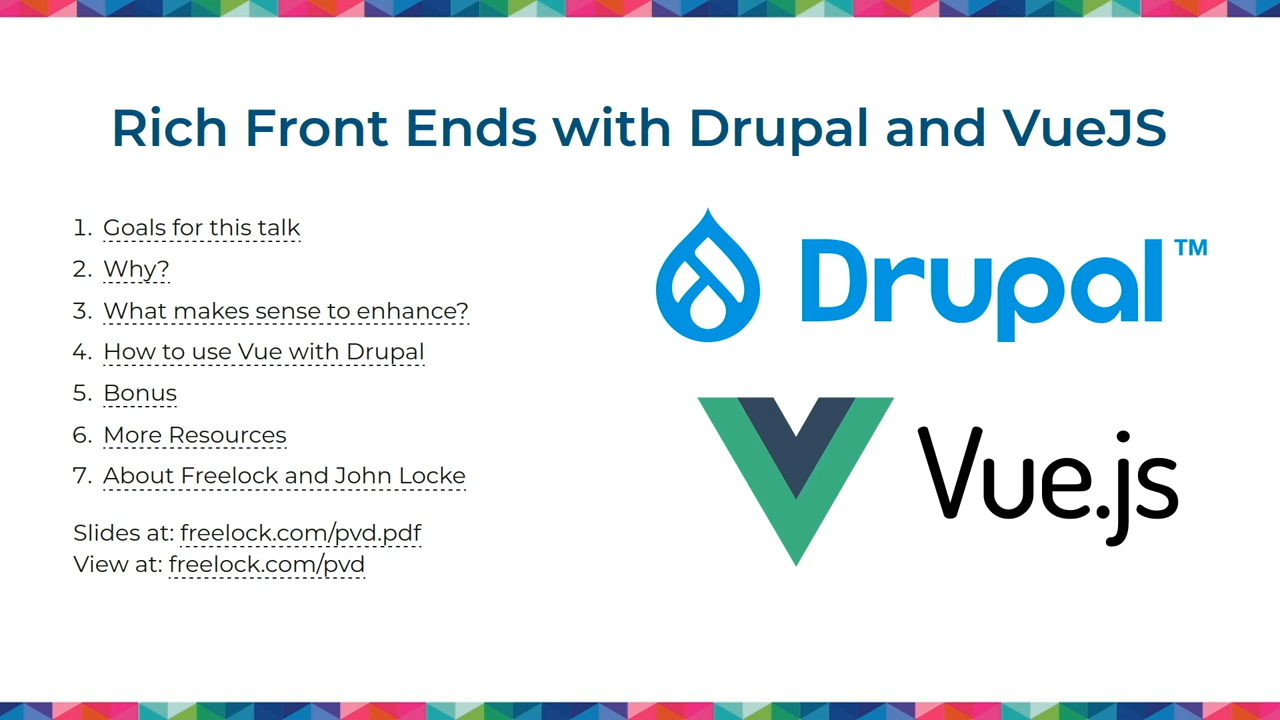 Rich Front Ends with Drupal and VueJS
1. Goals for this talk
2. Why?
3. What makes sense to enhance?
4. How to use Vue with Drupal
5. Bonus
6. More Resources
7. About Freelock and John Locke
Slides at: freelock.com/pvd.pdf
View at: freelock.com/pvd
Drupal™
Vue.js